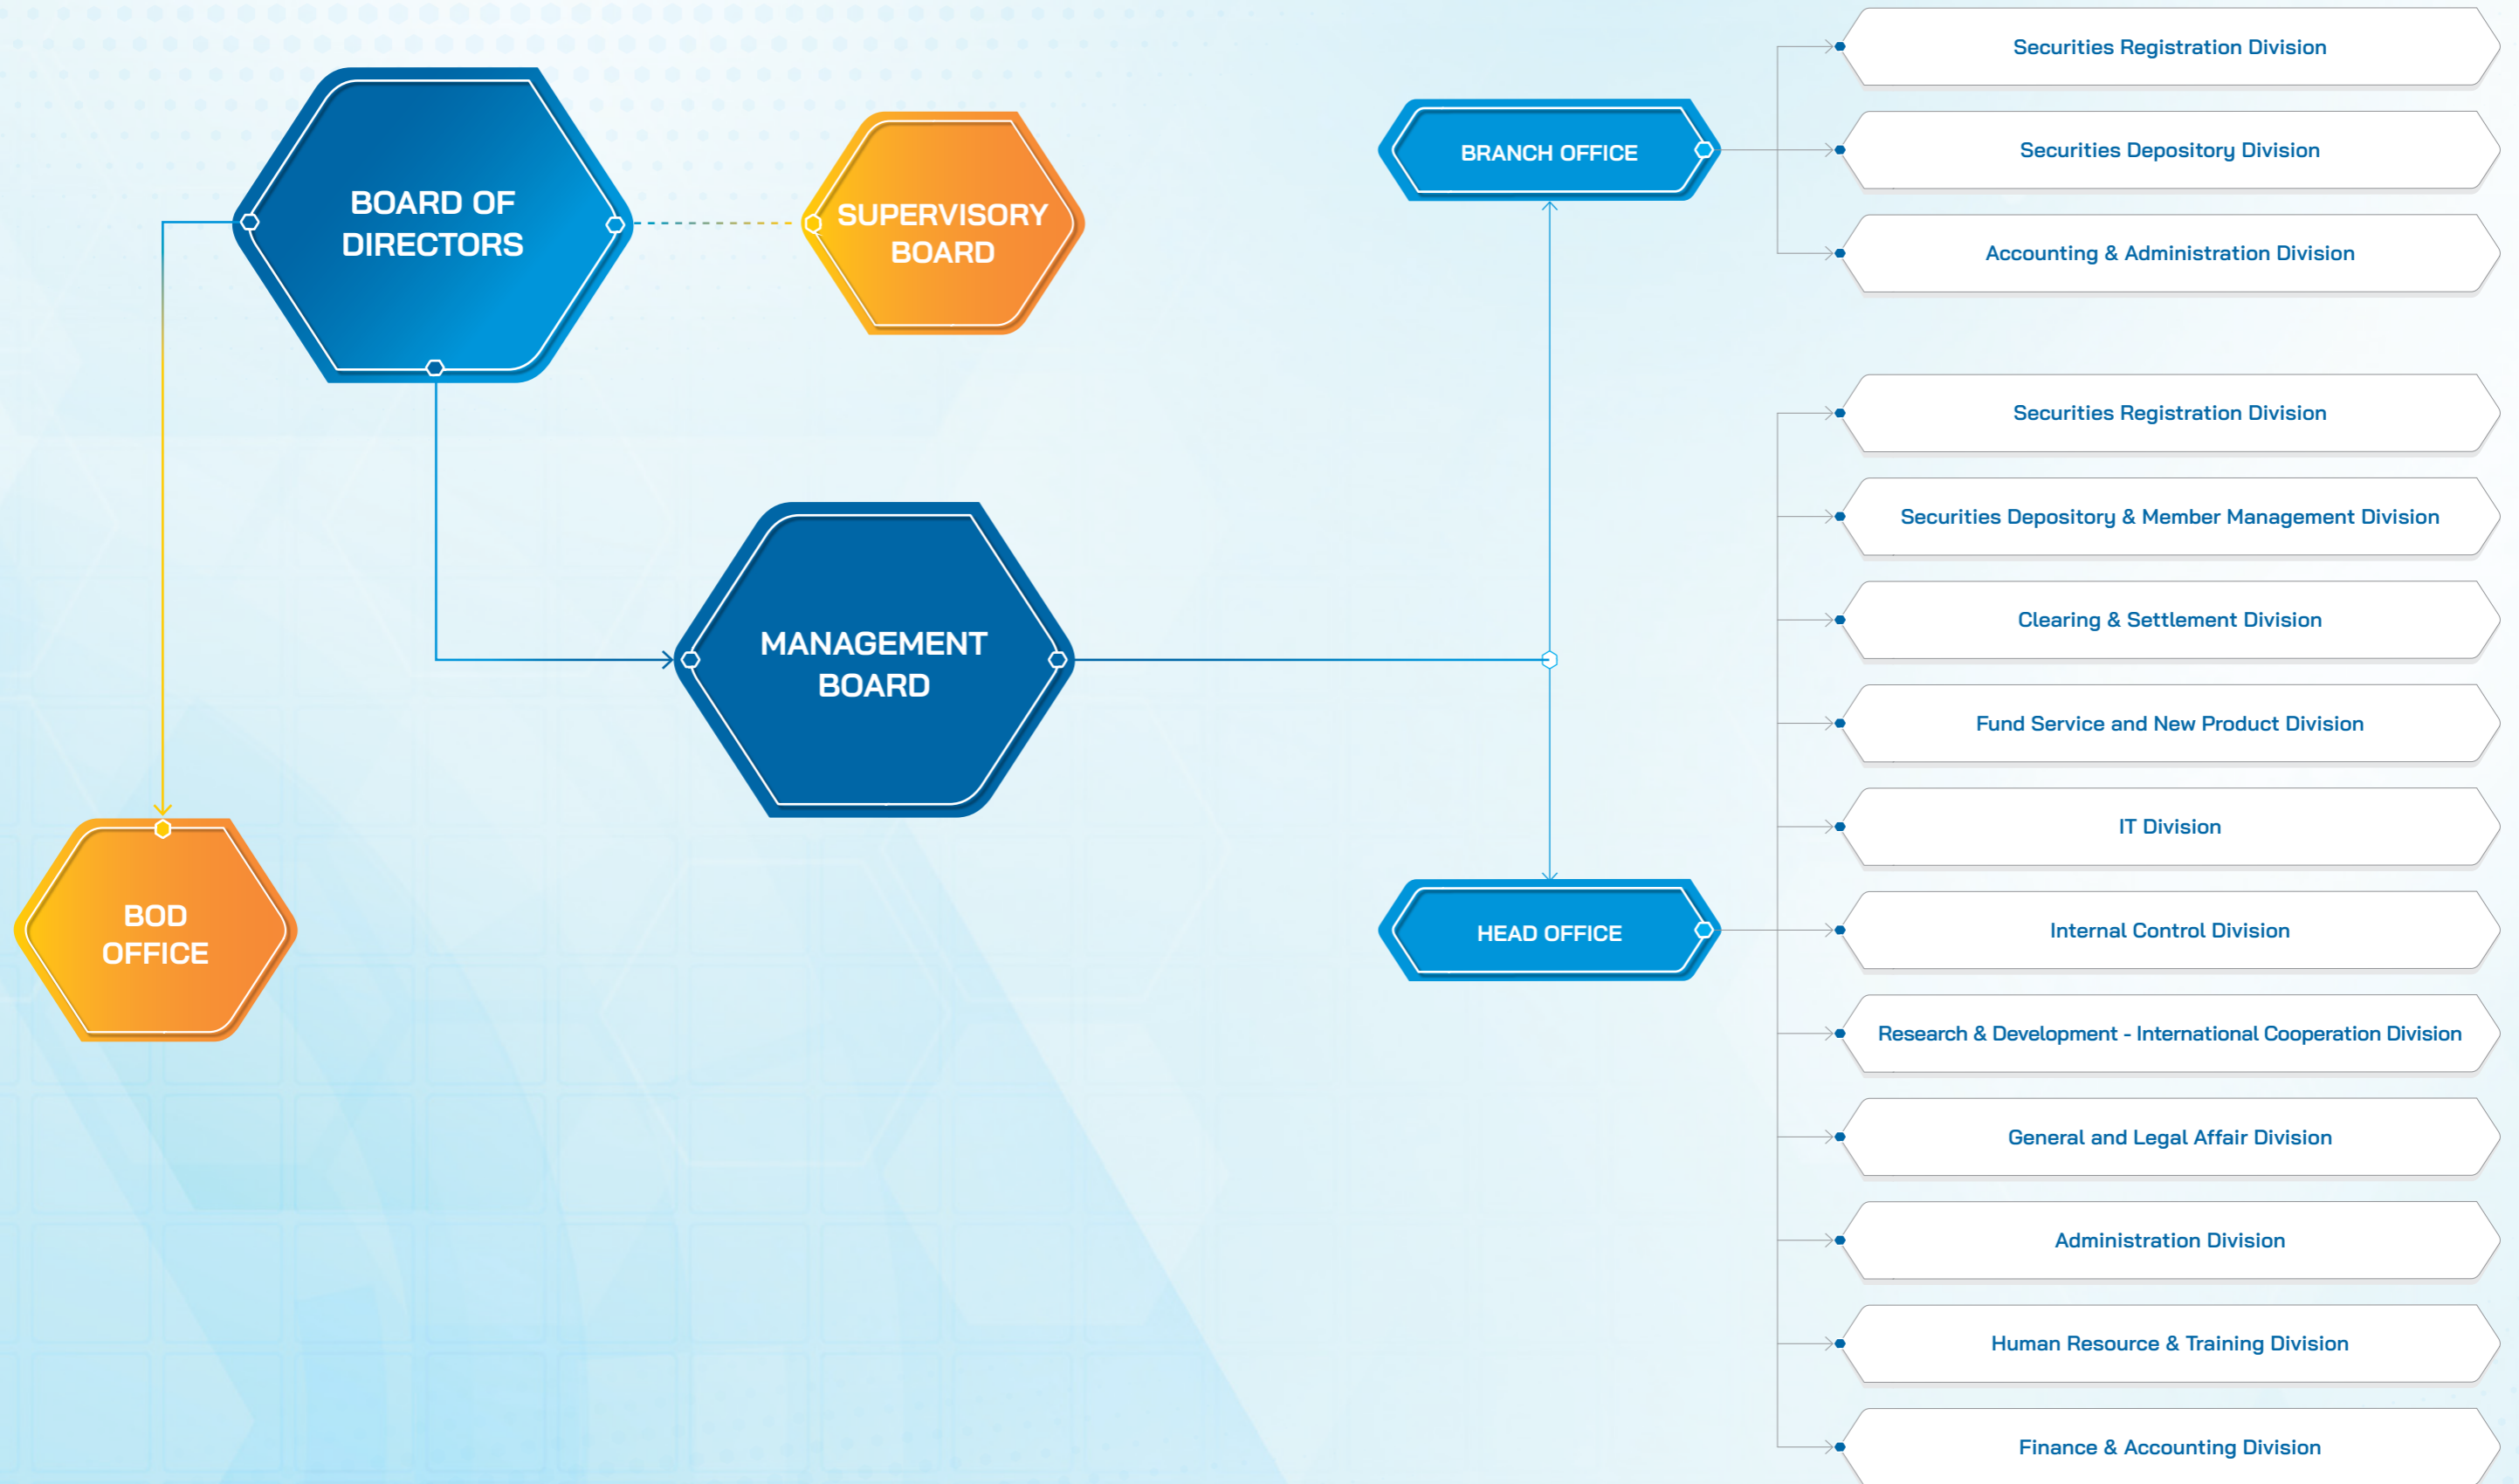 BOARD OF
DIRECTORS
SUPERVISORY
BOARD
MANAGEMENT
BOARD
BOD
OFFICE
BRANCH OFFICE
Securities Registration Division
Securities Depository Division
Accounting & Administration Division
HEAD OFFICE
Securities Registration Division
Securities Depository & Member Management Division
Clearing & Settlement Division
Fund Service and New Product Division
IT Division
Internal Control Division
Research & Development - International Cooperation Division
General and Legal Affair Division
Administration Division
Human Resource & Training Division
Finance & Accounting Division